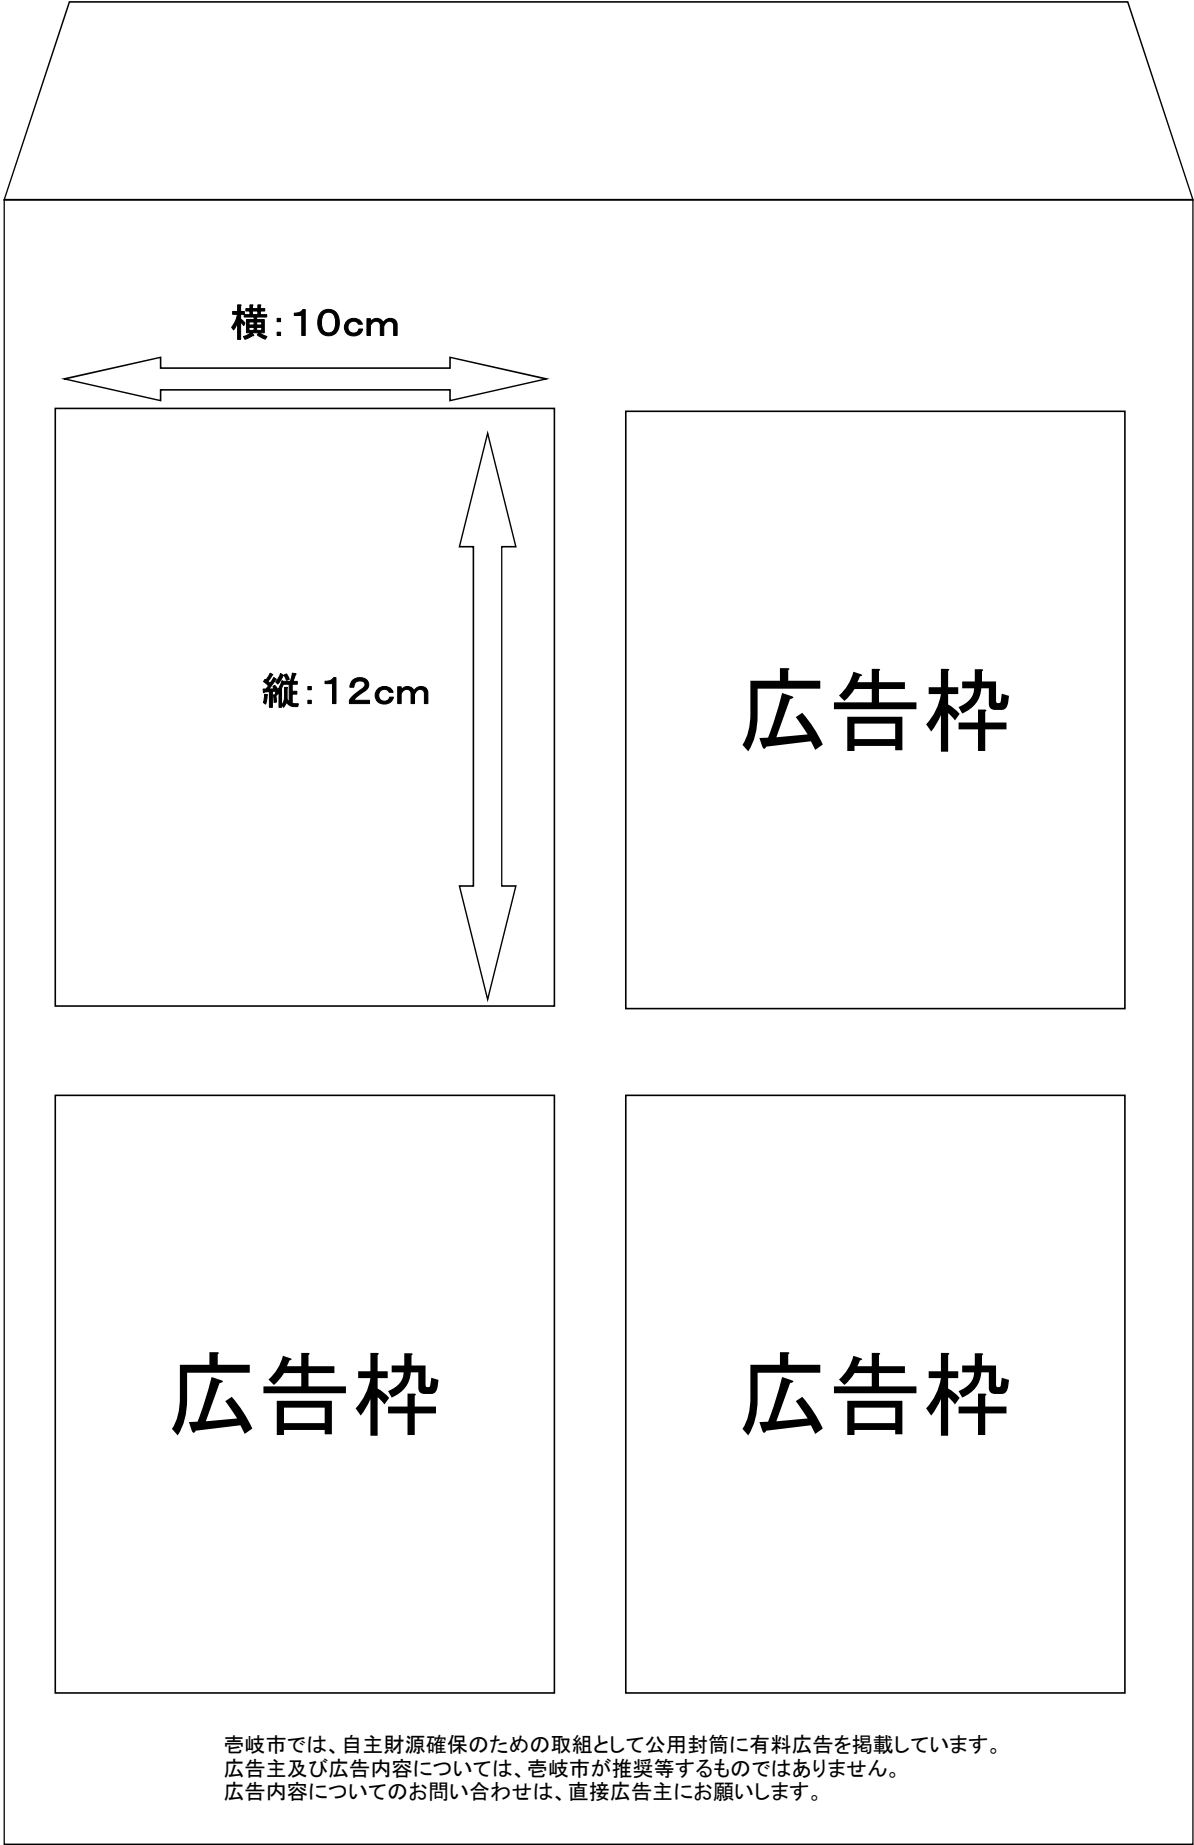 横：１０cm
縦：１２cm
広告枠
広告枠
広告枠
壱岐市では、自主財源確保のための取組として公用封筒に有料広告を掲載しています。
広告主及び広告内容については、壱岐市が推奨等するものではありません。
広告内容についてのお問い合わせは、直接広告主にお願いします。